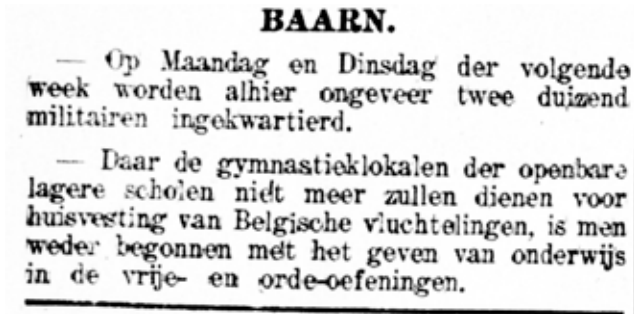 BAARN.
— Op Maandag en Dinsdag der volgende
week worden alhier ongeveer twee duizend
militairen ingekwartierd.
— Daar de gymnastieklokalen der openbare
lagere scholen niet meer zullen dienen voor
huisvesting van Belgische vluchtelingen, is men
weder begonnen met het geven van onderwijs
in de vrije- en orde-oefeningen.